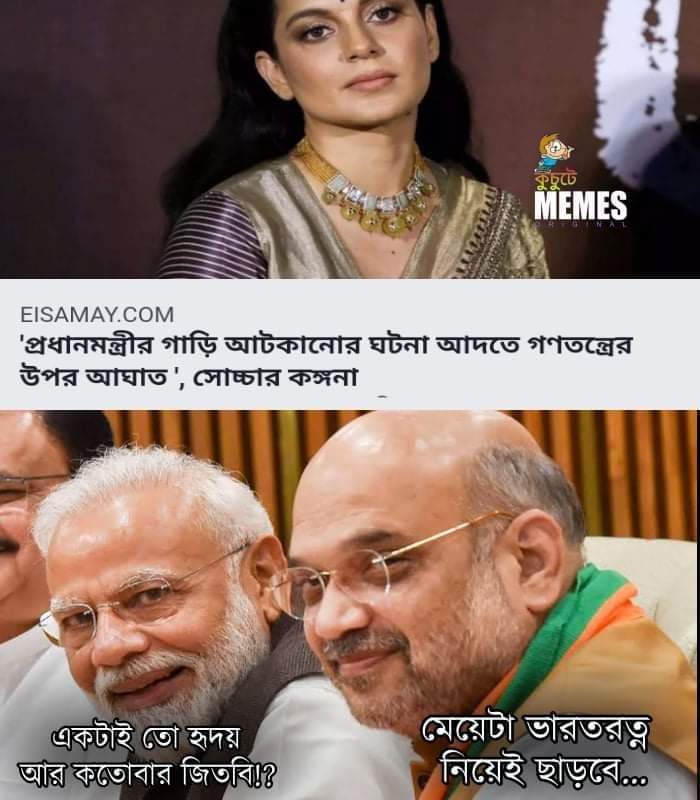 কুচুটে
MEMES
ORIGINAL
EISAMAY.COM
'প্রধানমন্ত্রীর গাড়ি আটকানোর ঘটনা আদতে গণতন্ত্রের
উপর আঘাত ', সোচ্চার কঙ্গনা
একটাই তো হৃদয়
আর কতোবার জিতবি!?
মেয়েটা ভারতরত্ন
নিয়েই ছাড়বে...